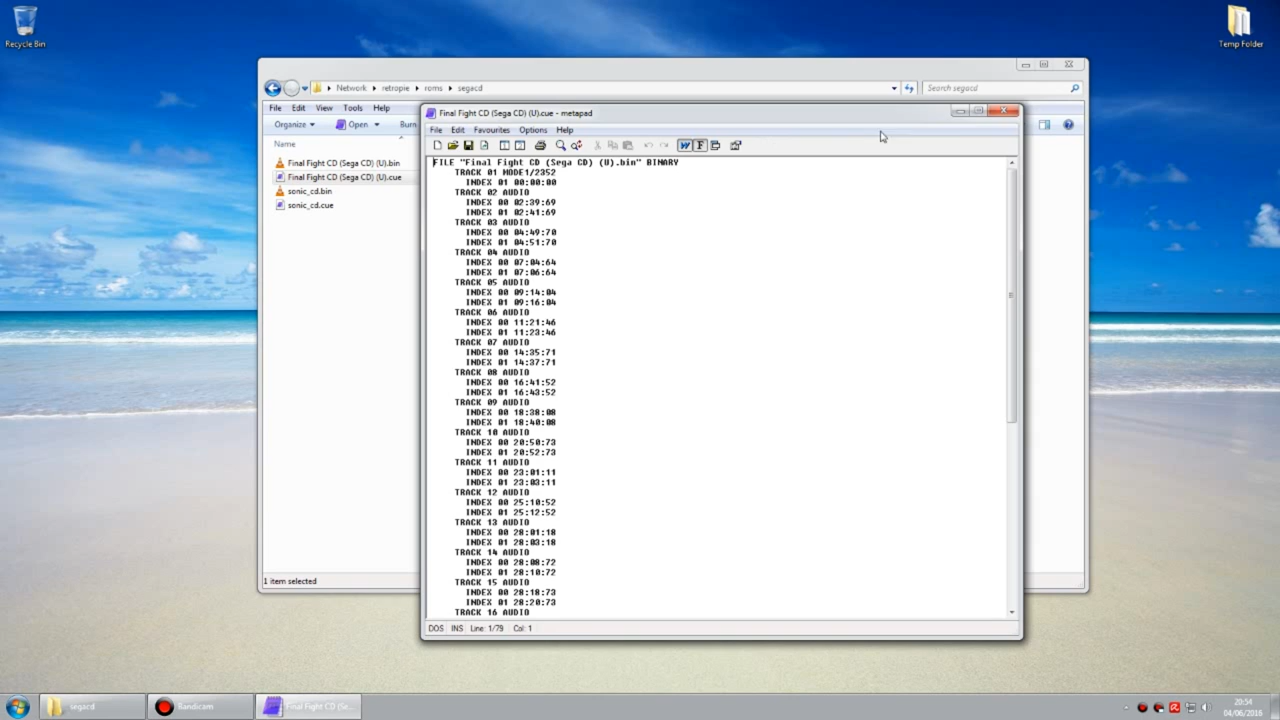 Recycle Bin
Temp Folder
Network retropie roms segacd
Search segacd
File Edit View Tools Help
Organize Open Burn
Name
Final Fight CD (Sega CD) (U).bin
Final Fight CD (Sega CD) (U).cue
sonic_cd.bin
sonic_cd.cue
1 item selected
Final Fight CD (Sega CD) (U).cue - metapad
File Edit Favourites Options Help
FILE "Final Fight CD (Sega CD) (U).bin" BINARY
TRACK 01 MODE1/2352
INDEX 01 00:00:00
TRACK 02 AUDIO
INDEX 00 02:39:69
INDEX 01 02:41:69
TRACK 03 AUDIO
INDEX 00 04:49:70
INDEX 01 04:51:70
TRACK 04 AUDIO
INDEX 00 07:04:64
INDEX 01 07:06:64
TRACK 05 AUDIO
INDEX 00 09:14:04
INDEX 01 09:16:04
TRACK 06 AUDIO
INDEX 00 11:21:46
INDEX 01 11:23:46
TRACK 07 AUDIO
INDEX 00 14:35:71
INDEX 01 14:37:71
TRACK 08 AUDIO
INDEX 00 16:41:52
INDEX 01 16:43:52
TRACK 09 AUDIO
INDEX 00 18:38:08
INDEX 01 18:40:08
TRACK 10 AUDIO
INDEX 00 20:50:73
INDEX 01 20:52:73
TRACK 11 AUDIO
INDEX 00 23:01:11
INDEX 01 23:03:11
TRACK 12 AUDIO
INDEX 00 25:10:52
INDEX 01 25:12:52
TRACK 13 AUDIO
INDEX 00 28:01:18
INDEX 01 28:03:18
TRACK 14 AUDIO
INDEX 00 28:08:72
INDEX 01 28:10:72
TRACK 15 AUDIO
INDEX 00 28:18:73
INDEX 01 28:20:73
TRACK 16 AUDIO
DOS INS Line: 1/79 Col: 1
segacd
Bandicam
Final Fight CD (Se...
20:54
04/06/2016